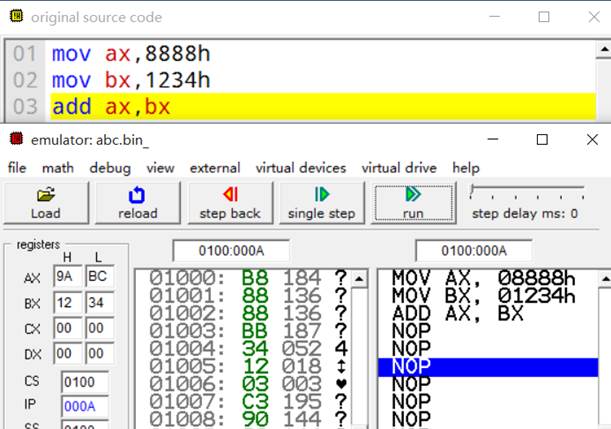 original source code
01 mov ax,8888h
02 mov bx,1234h
03 add ax,bx
emulator: abc.bin_
file math debug view external virtual devices virtual drive help
Load reload step back single step run step delay ms: 0
registers
H L
0100:000A 0100:000A
AX 9A BC
BX 12 34
CX 00 00
DX 00 00
CS 0100
IP 000A
SS 0100
01000: B8 184 ?
01001: 88 136 ?
01002: 88 136 ?
01003: BB 187 ?
01004: 34 052 4
01005: 12 018 ↕
01006: 03 003 ♥
01007: C3 195 ?
01008: 90 144 ?
MOV AX, 08888h
MOV BX, 01234h
ADD AX, BX
NOP
NOP
NOP
NOP
NOP
NOP